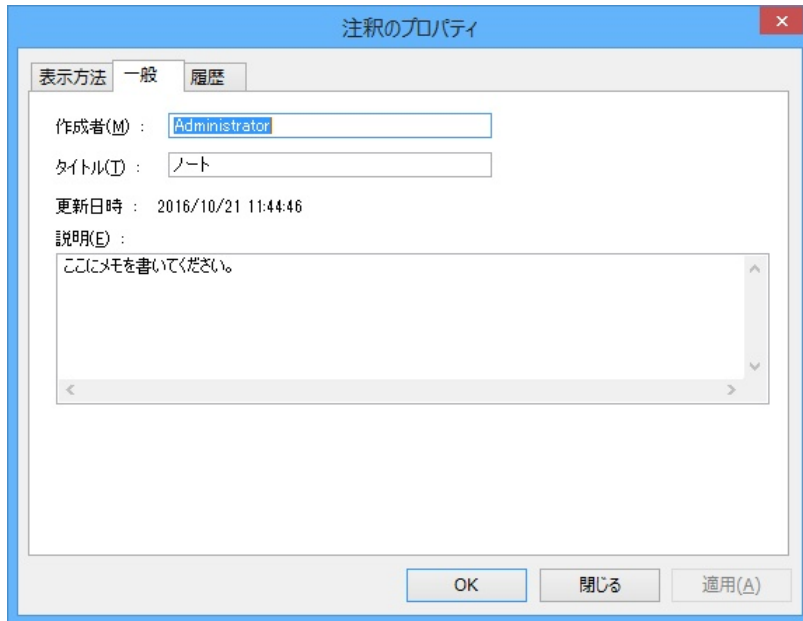 注釈のプロパティ
表示方法 一般 履歴
作成者(M) : Administrator
タイトル(T) : ノート
更新日時 : 2016/10/21 11:44:46
説明(E) :
ここにメモを書いてください。
OK 閉じる 適用(A)